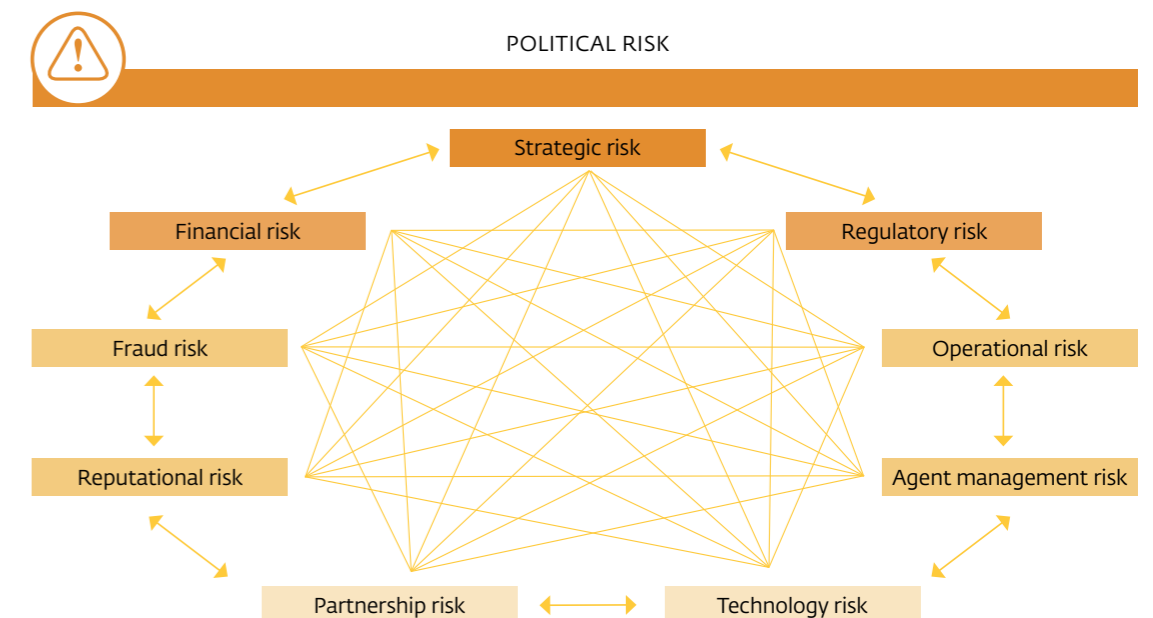 POLITICAL RISK
Strategic risk
Financial risk
Regulatory risk
Fraud risk
Operational risk
Reputational risk
Agent management risk
Partnership risk
Technology risk